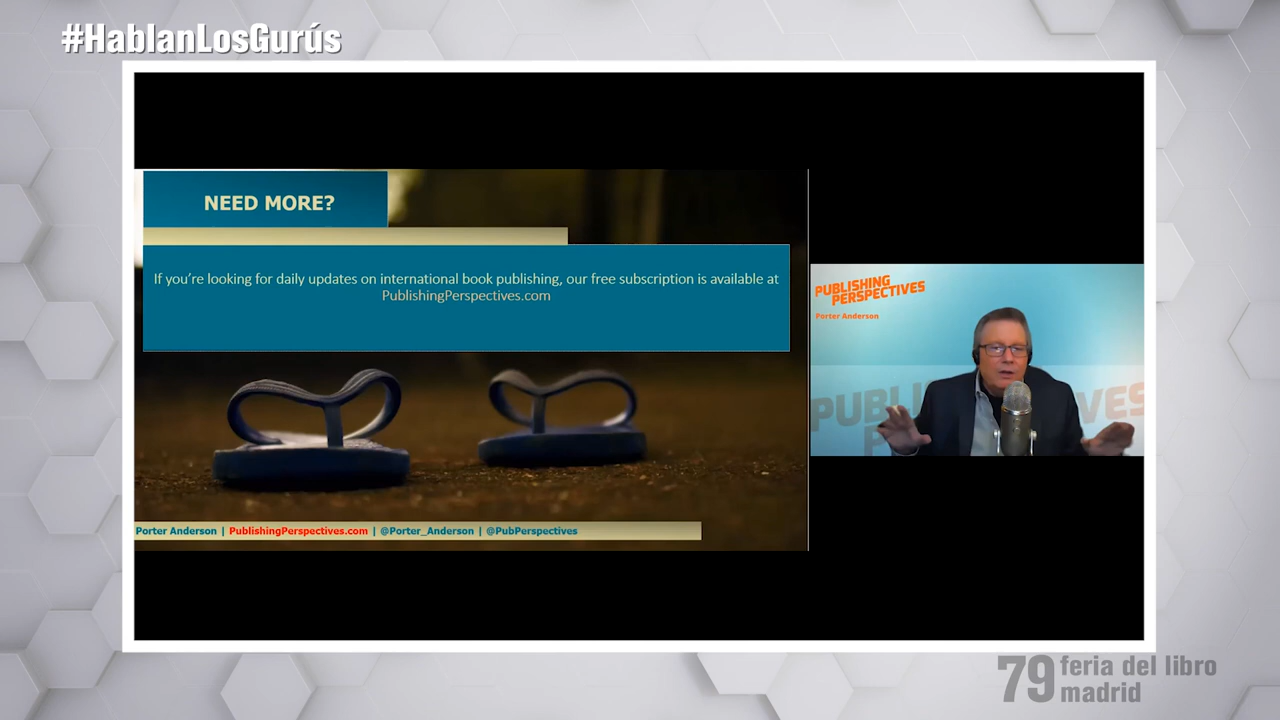 #HablanLosGurús
NEED MORE?
If you're looking for daily updates on international book publishing, our free subscription is available at
PublishingPerspectives.com
Porter Anderson | PublishingPerspectives.com | @Porter_Anderson | @PubPerspectives
PUBLISHING
PERSPECTIVES
Porter Anderson
79 feria del libro
madrid